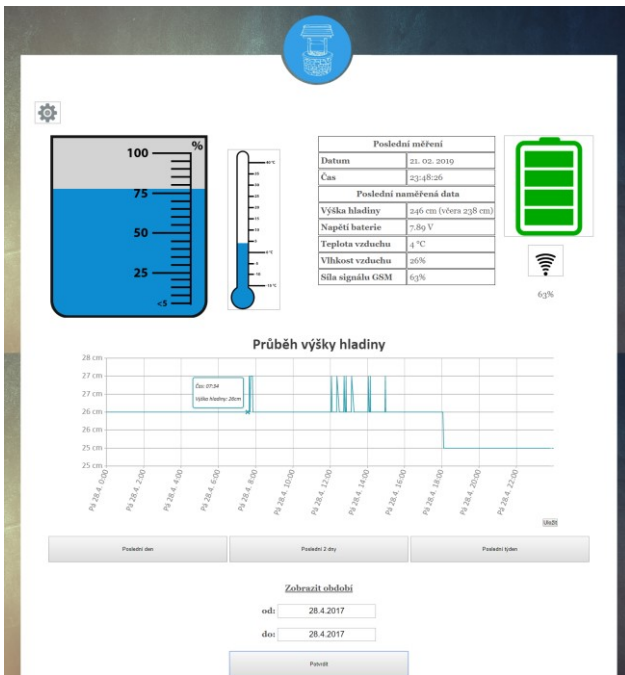 %
100
75
50
25
<5
40 °C
0 °C
-15 °C
Poslední měření
Datum 21. 02. 2019
Čas 23:48:26
Poslední naměřená data
Výška hladiny 246 cm (včera 238 cm)
Napětí baterie 7.89 V
Teplota vzduchu 4 °C
Vlhkost vzduchu 26%
Síla signálu GSM 63%
63%
Průběh výšky hladiny
28 cm
27 cm
27 cm
26 cm
26 cm
25 cm
25 cm
Čas: 07:34
Výška hladiny: 26cm
Pá 28.4. 0:00
Pá 28.4. 2:00
Pá 28.4. 4:00
Pá 28.4. 6:00
Pá 28.4. 8:00
Pá 28.4. 10:00
Pá 28.4. 12:00
Pá 28.4. 14:00
Pá 28.4. 16:00
Pá 28.4. 18:00
Pá 28.4. 20:00
Pá 28.4. 22:00
Uložit
Poslední den
Poslední 2 dny
Poslední týden
Zobrazit období
od: 28.4.2017
do: 28.4.2017
Potvrdit